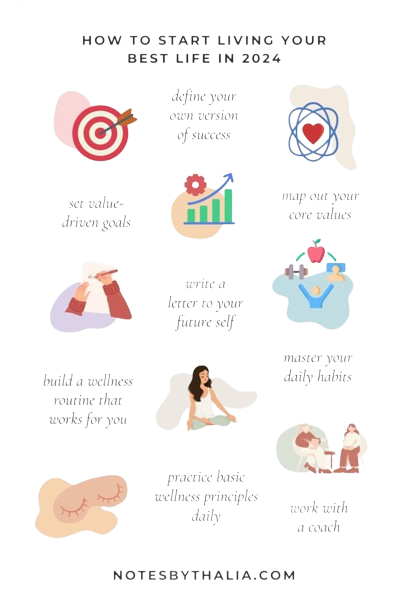 HOW TO START LIVING YOUR
BEST LIFE IN 2024
define your
own version
of success
set value-
driven goals
map out your
core values
write a
letter to your
future self
master your
daily habits
build a wellness
routine that
works for you
practice basic
wellness principles
daily
work with
a coach
NOTESBYTHALIA.COM